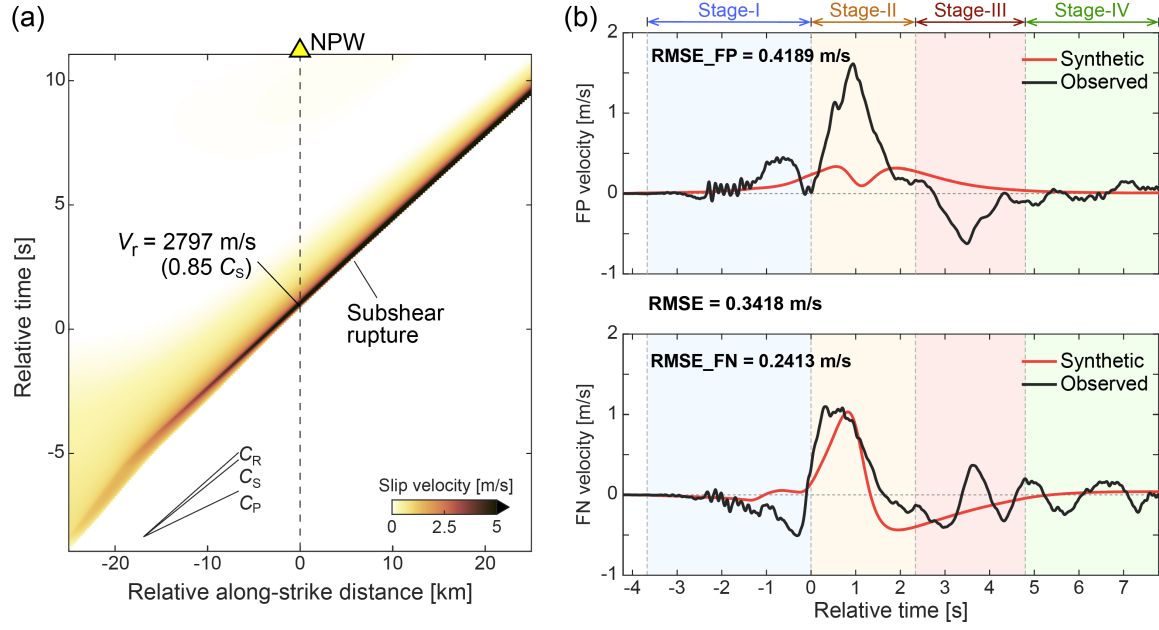 (a)
NPW
10
5
0
-5
Relative time [s]
Vr = 2797 m/s
(0.85 CS)
Subshear
rupture
CR
CS
CP
Slip velocity [m/s]
0 2.5 5
-20 -10 0 10 20
Relative along-strike distance [km]
(b)
Stage-I Stage-II Stage-III Stage-IV
2
1
0
-1
FP velocity [m/s]
RMSE_FP = 0.4189 m/s
Synthetic
Observed
RMSE = 0.3418 m/s
2
1
0
-1
FN velocity [m/s]
RMSE_FN = 0.2413 m/s
Synthetic
Observed
-4 -3 -2 -1 0 1 2 3 4 5 6 7
Relative time [s]